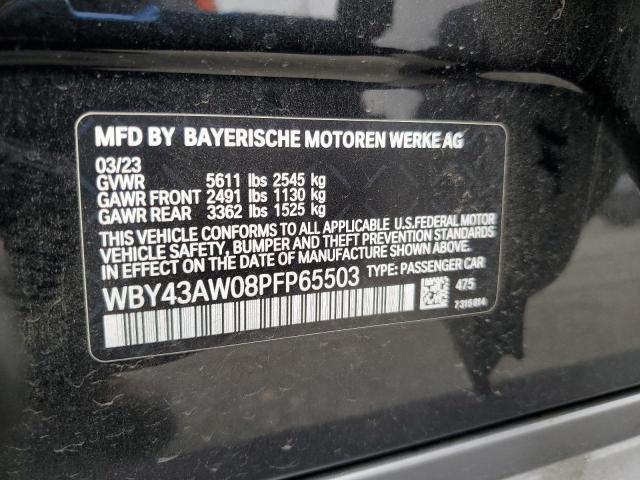 MFD BY BAYERISCHE MOTOREN WERKE AG
03/23
GVWR 5611 lbs 2545 kg
GAWR FRONT 2491 lbs 1130 kg
GAWR REAR 3362 lbs 1525 kg
THIS VEHICLE CONFORMS TO ALL APPLICABLE U.S.FEDERAL MOTOR
VEHICLE SAFETY, BUMPER AND THEFT PREVENTION STANDARDS
IN EFFECT ON THE DATE OF MANUFACTURE SHOWN ABOVE.
WBY43AW08PFP65503 TYPE: PASSENGER CAR
475
7315814